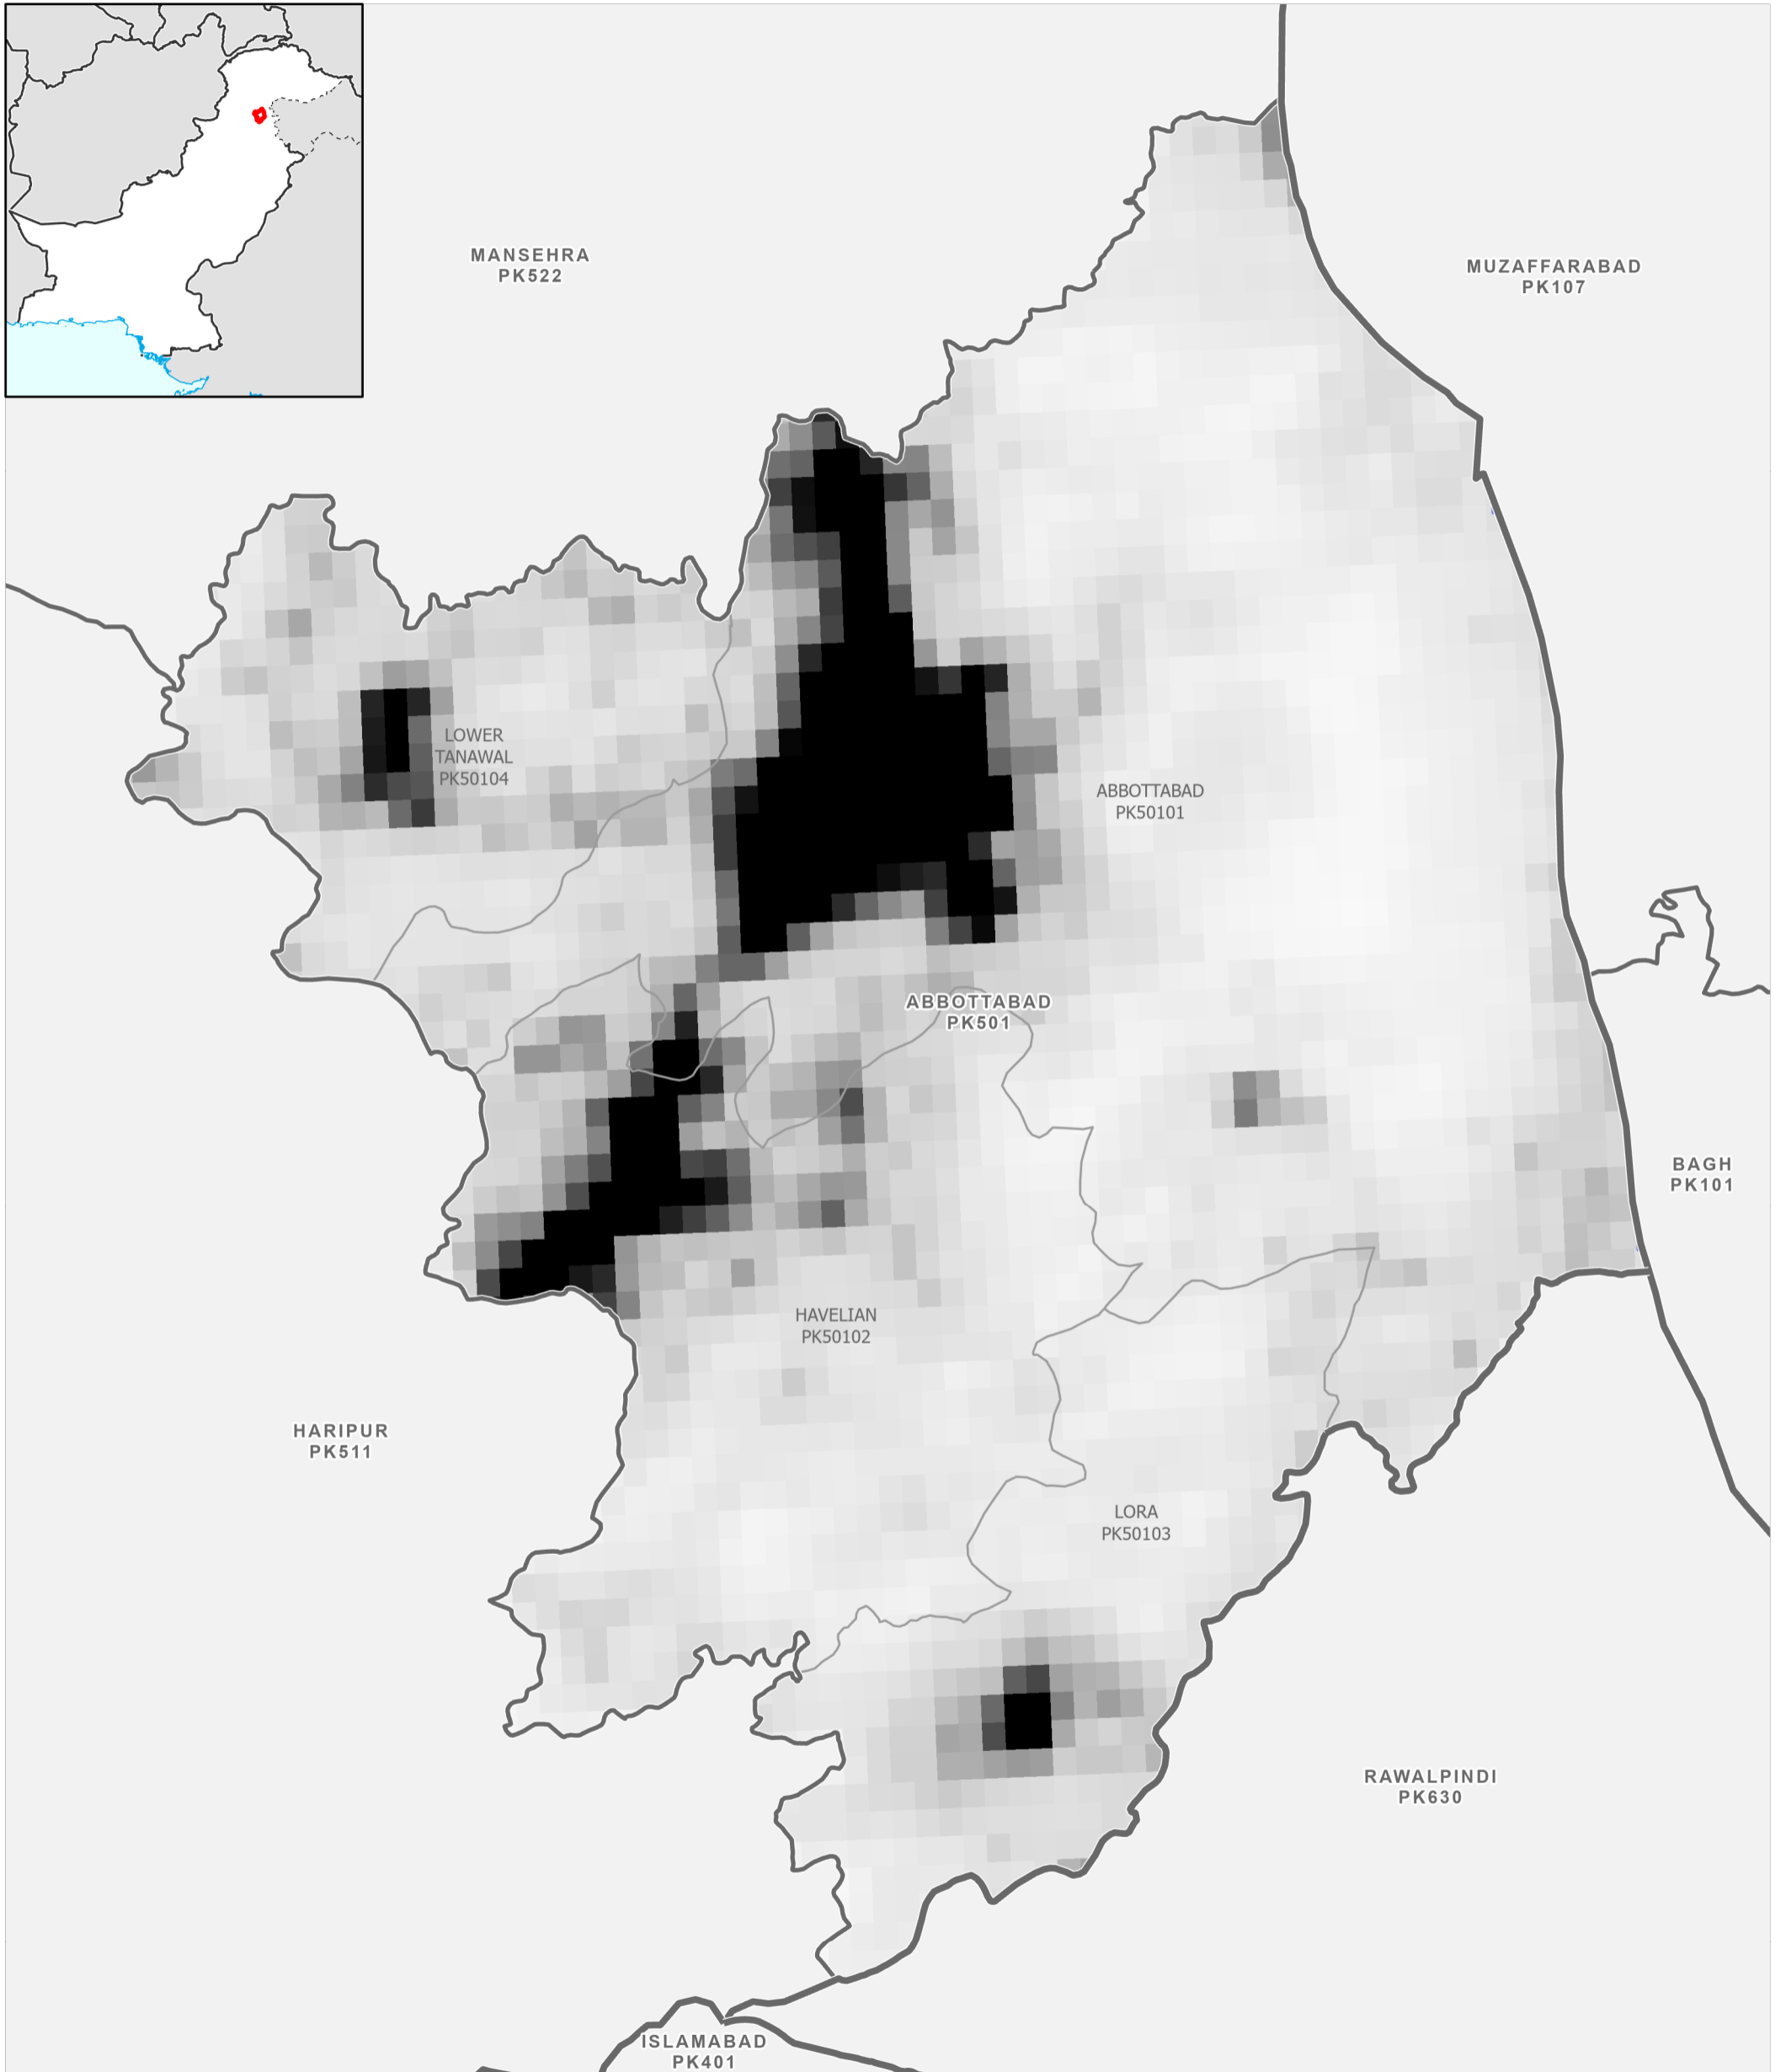 MANSEHRA
PK522
MUZAFFARABAD
PK107
LOWER
TANAWAL
PK50104
ABBOTTABAD
PK50101
ABBOTTABAD
PK501
BAGH
PK101
HAVELIAN
PK50102
HARIPUR
PK511
LORA
PK50103
RAWALPINDI
PK630
ISLAMABAD
PK401